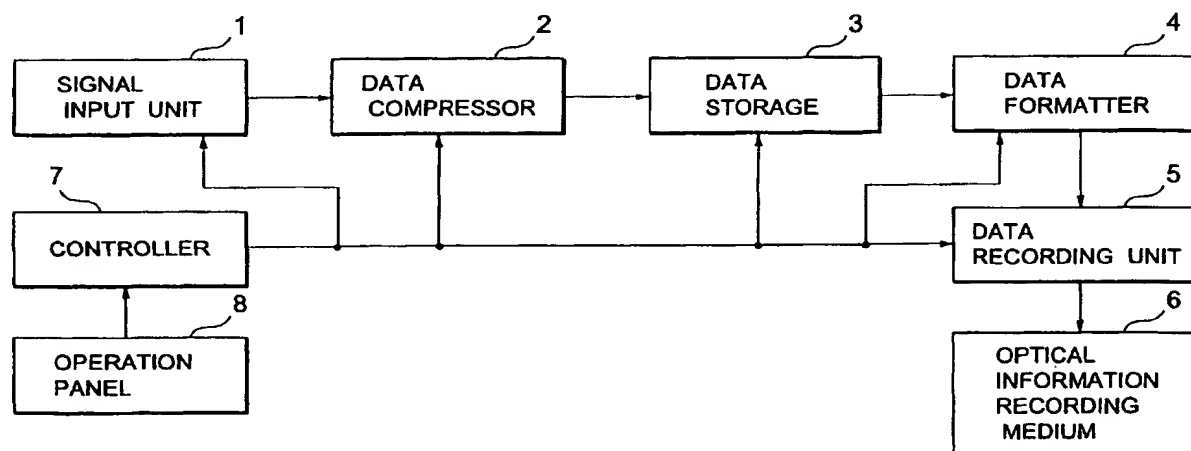 1
SIGNAL
INPUT UNIT
2
DATA
COMPRESSOR
3
DATA
STORAGE
4
DATA
FORMATTER
7
CONTROLLER
5
DATA
RECORDING UNIT
8
OPERATION
PANEL
6
OPTICAL
INFORMATION
RECORDING
MEDIUM